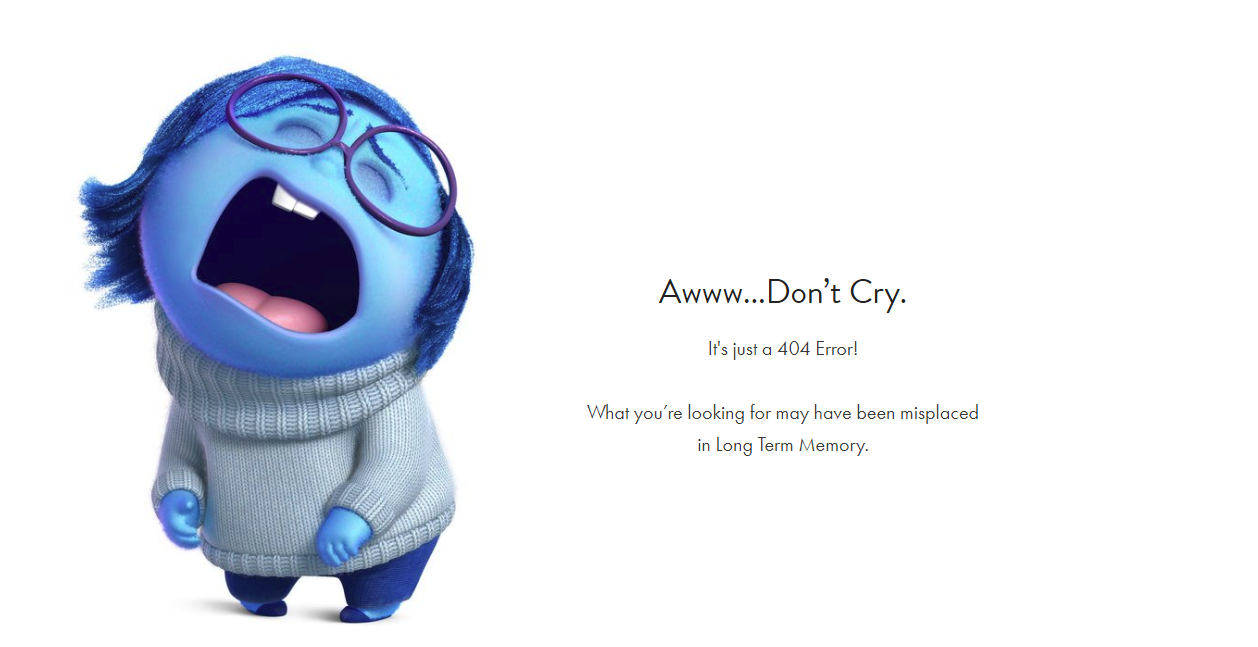 Awww...Don’t Cry.
It's just a 404 Error!
What you’re looking for may have been misplaced
in Long Term Memory.